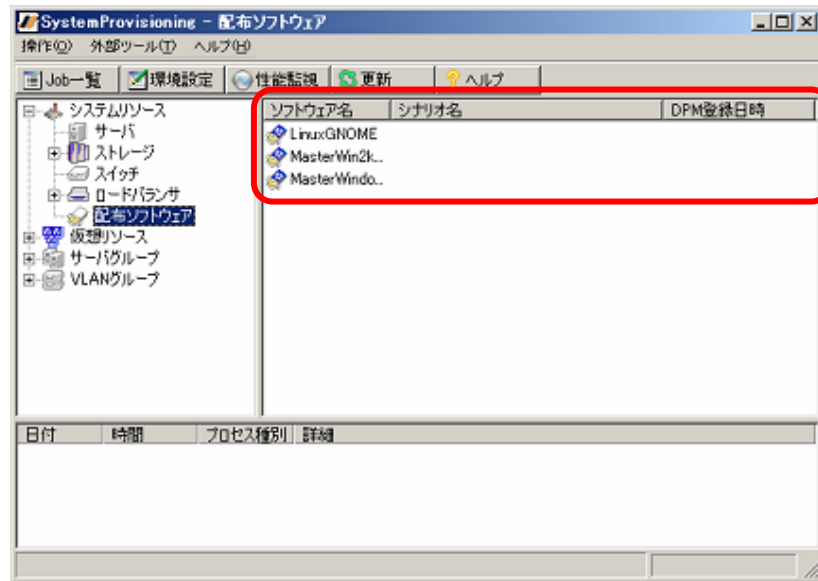 SystemProvisioning - 配布ソフトウェア
操作(O) 外部ツール(T) ヘルプ(H)
Job一覧 環境設定 性能監視 更新 ヘルプ
システムリソース
サーバ
ストレージ
スイッチ
ロードバランサ
配布ソフトウェア
仮想リソース
サーバグループ
VLANグループ
ソフトウェア名 シナリオ名 DPM登録日時
LinuxGNOME
MasterWin2k...
MasterWindo...
日付 時間 プロセス種別 詳細